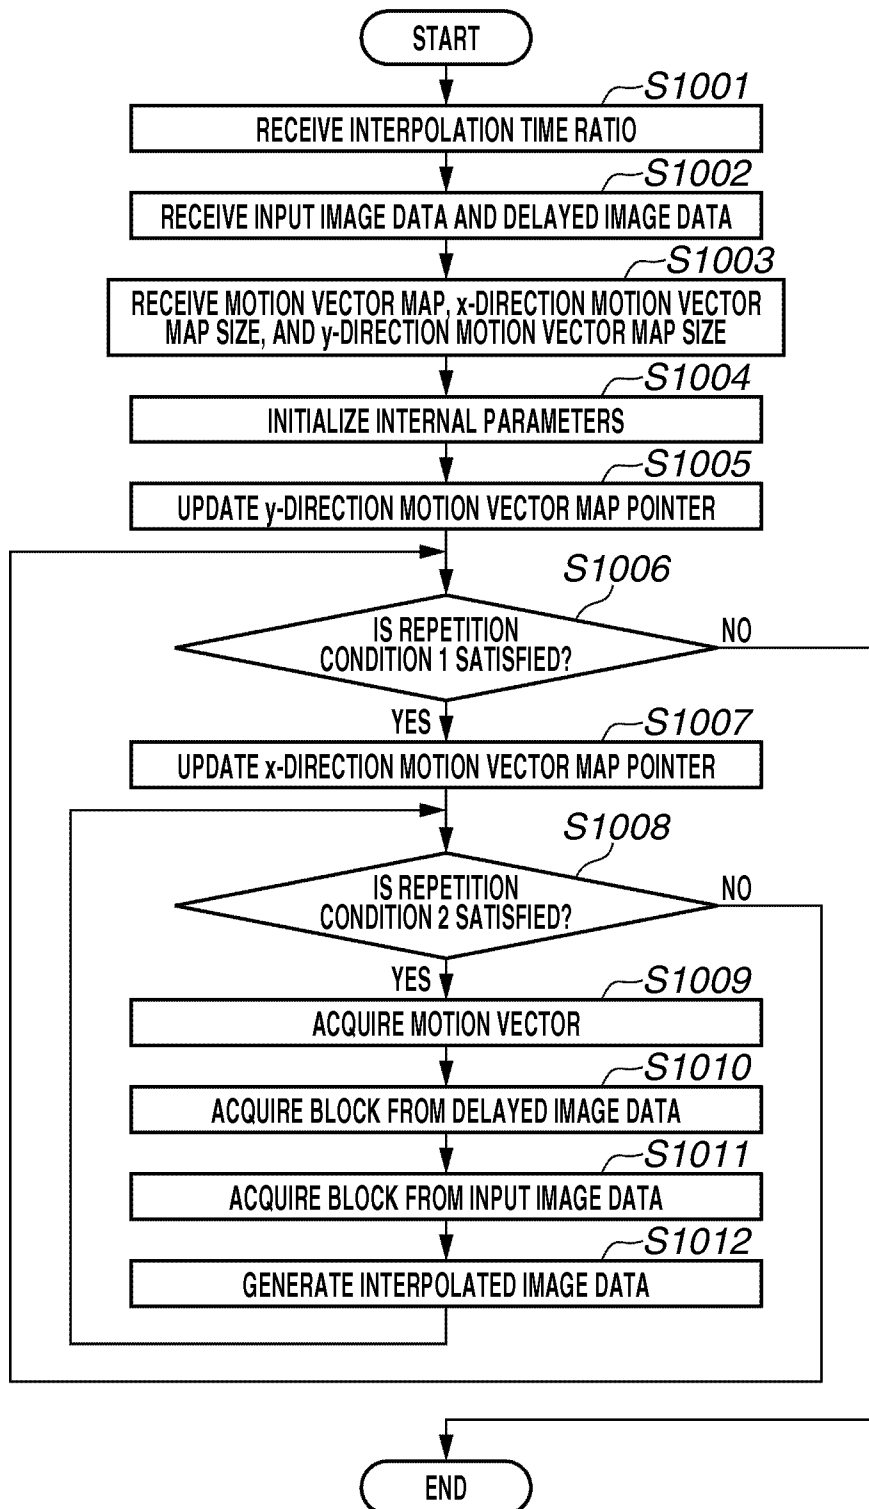 START
S1001
RECEIVE INTERPOLATION TIME RATIO
S1002
RECEIVE INPUT IMAGE DATA AND DELAYED IMAGE DATA
S1003
RECEIVE MOTION VECTOR MAP, x-DIRECTION MOTION VECTOR
MAP SIZE, AND y-DIRECTION MOTION VECTOR MAP SIZE
S1004
INITIALIZE INTERNAL PARAMETERS
S1005
UPDATE y-DIRECTION MOTION VECTOR MAP POINTER
S1006
IS REPETITION
CONDITION 1 SATISFIED?
NO
YES
S1007
UPDATE x-DIRECTION MOTION VECTOR MAP POINTER
S1008
IS REPETITION
CONDITION 2 SATISFIED?
NO
YES
S1009
ACQUIRE MOTION VECTOR
S1010
ACQUIRE BLOCK FROM DELAYED IMAGE DATA
S1011
ACQUIRE BLOCK FROM INPUT IMAGE DATA
S1012
GENERATE INTERPOLATED IMAGE DATA
END